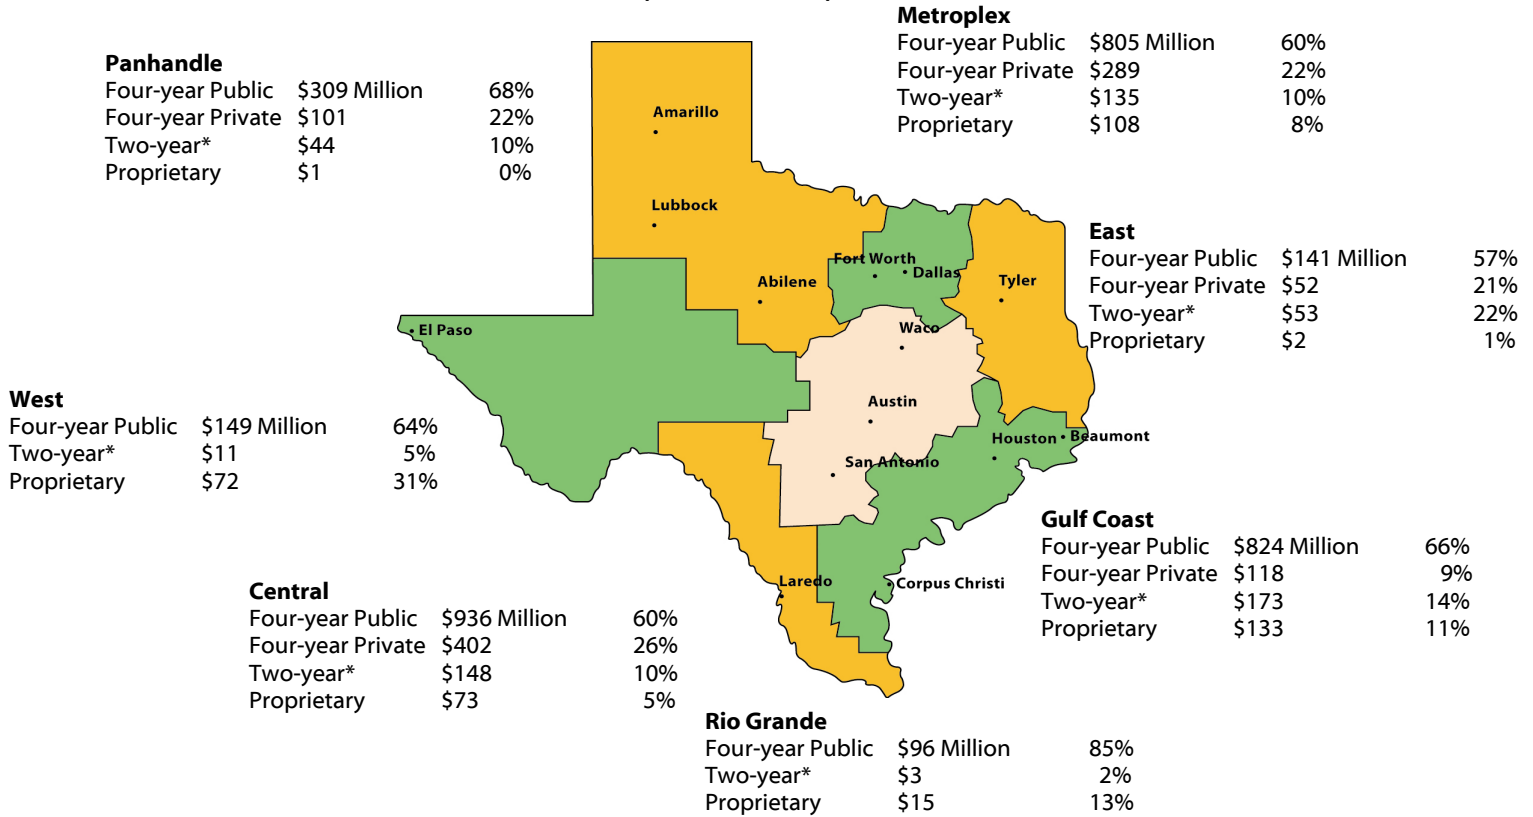 Metroplex
Four-year Public $805 Million 60%
Four-year Private $289 22%
Two-year* $135 10%
Proprietary $108 8%
Panhandle
Four-year Public $309 Million 68%
Four-year Private $101 22%
Two-year* $44 10%
Proprietary $1 0%
Amarillo
Lubbock
Abilene
Fort Worth
Dallas
Tyler
East
Four-year Public $141 Million 57%
Four-year Private $52 21%
Two-year* $53 22%
Proprietary $2 1%
El Paso
Waco
Austin
San Antonio
Houston
Beaumont
West
Four-year Public $149 Million 64%
Two-year* $11 5%
Proprietary $72 31%
Gulf Coast
Four-year Public $824 Million 66%
Four-year Private $118 9%
Two-year* $173 14%
Proprietary $133 11%
Laredo
Corpus Christi
Central
Four-year Public $936 Million 60%
Four-year Private $402 26%
Two-year* $148 10%
Proprietary $73 5%
Rio Grande
Four-year Public $96 Million 85%
Two-year* $3 2%
Proprietary $15 13%